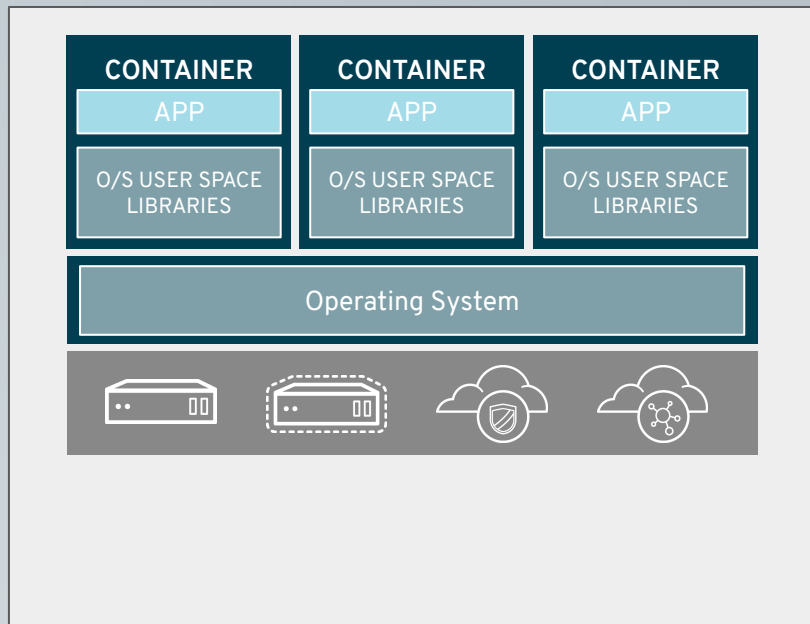 CONTAINER
APP
O/S USER SPACE
LIBRARIES
CONTAINER
APP
O/S USER SPACE
LIBRARIES
CONTAINER
APP
O/S USER SPACE
LIBRARIES
Operating System